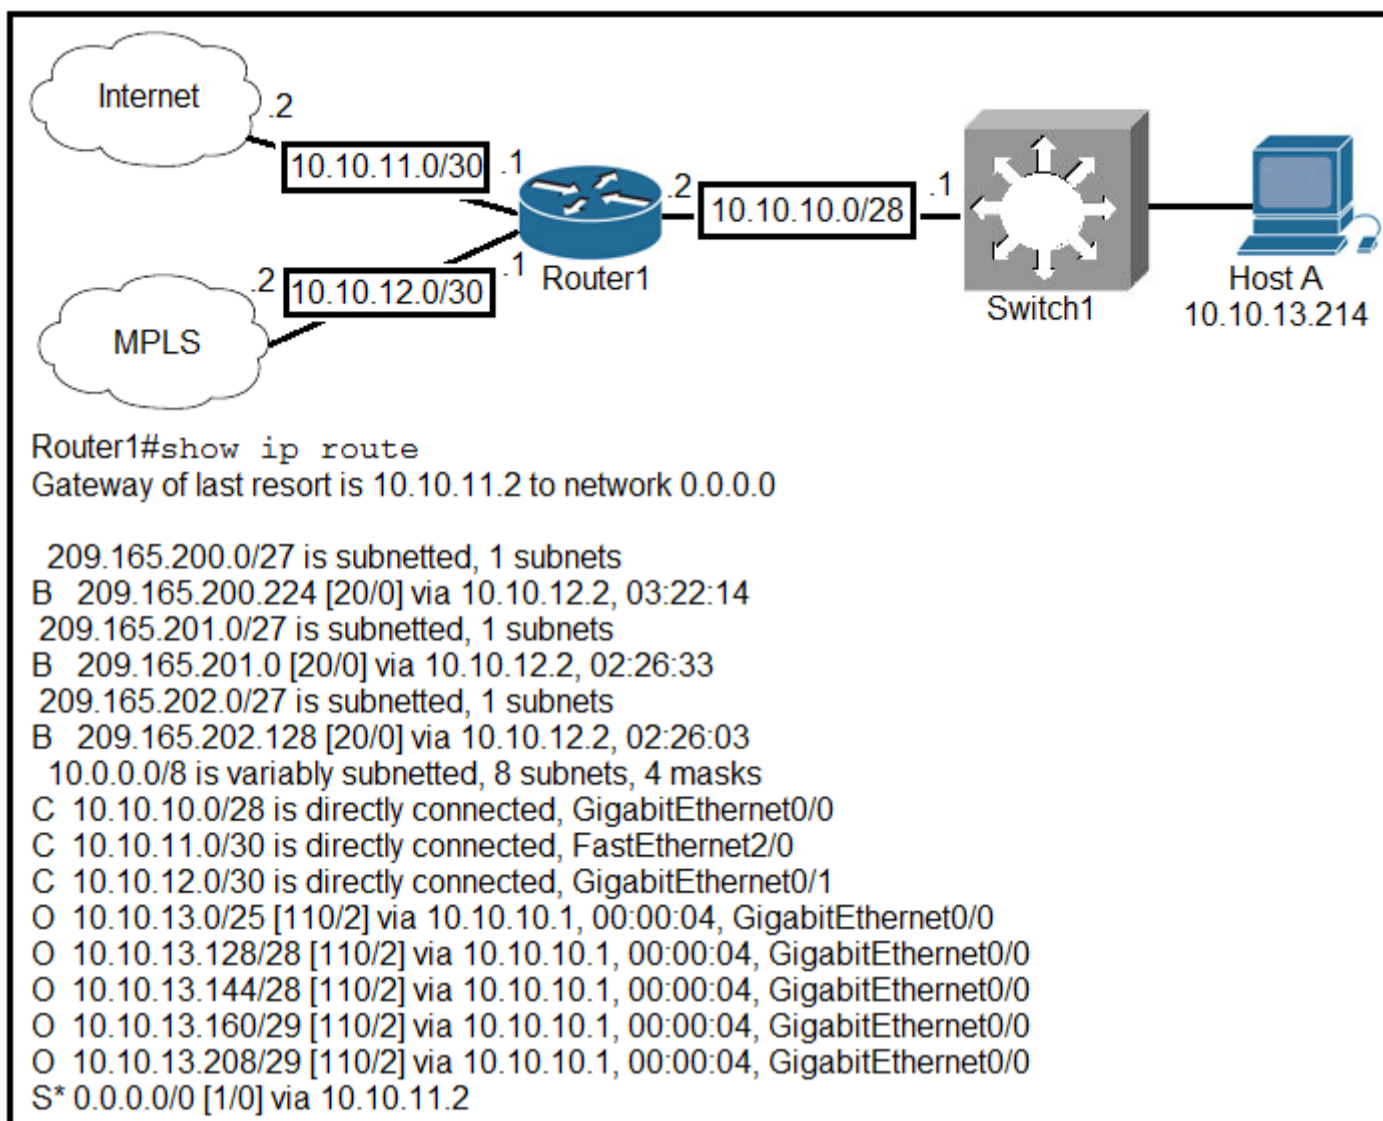 Internet
.2
10.10.11.0/30
.1
.2
10.10.10.0/28
.1
Router1
.2
10.10.12.0/30
.1
MPLS
Switch1
Host A
10.10.13.214
Router1#show ip route
Gateway of last resort is 10.10.11.2 to network 0.0.0.0
209.165.200.0/27 is subnetted, 1 subnets
B 209.165.200.224 [20/0] via 10.10.12.2, 03:22:14
209.165.201.0/27 is subnetted, 1 subnets
B 209.165.201.0 [20/0] via 10.10.12.2, 02:26:33
209.165.202.0/27 is subnetted, 1 subnets
B 209.165.202.128 [20/0] via 10.10.12.2, 02:26:03
10.0.0.0/8 is variably subnetted, 8 subnets, 4 masks
C 10.10.10.0/28 is directly connected, GigabitEthernet0/0
C 10.10.11.0/30 is directly connected, FastEthernet2/0
C 10.10.12.0/30 is directly connected, GigabitEthernet0/1
O 10.10.13.0/25 [110/2] via 10.10.10.1, 00:00:04, GigabitEthernet0/0
O 10.10.13.128/28 [110/2] via 10.10.10.1, 00:00:04, GigabitEthernet0/0
O 10.10.13.144/28 [110/2] via 10.10.10.1, 00:00:04, GigabitEthernet0/0
O 10.10.13.160/29 [110/2] via 10.10.10.1, 00:00:04, GigabitEthernet0/0
O 10.10.13.208/29 [110/2] via 10.10.10.1, 00:00:04, GigabitEthernet0/0
S* 0.0.0.0/0 [1/0] via 10.10.11.2